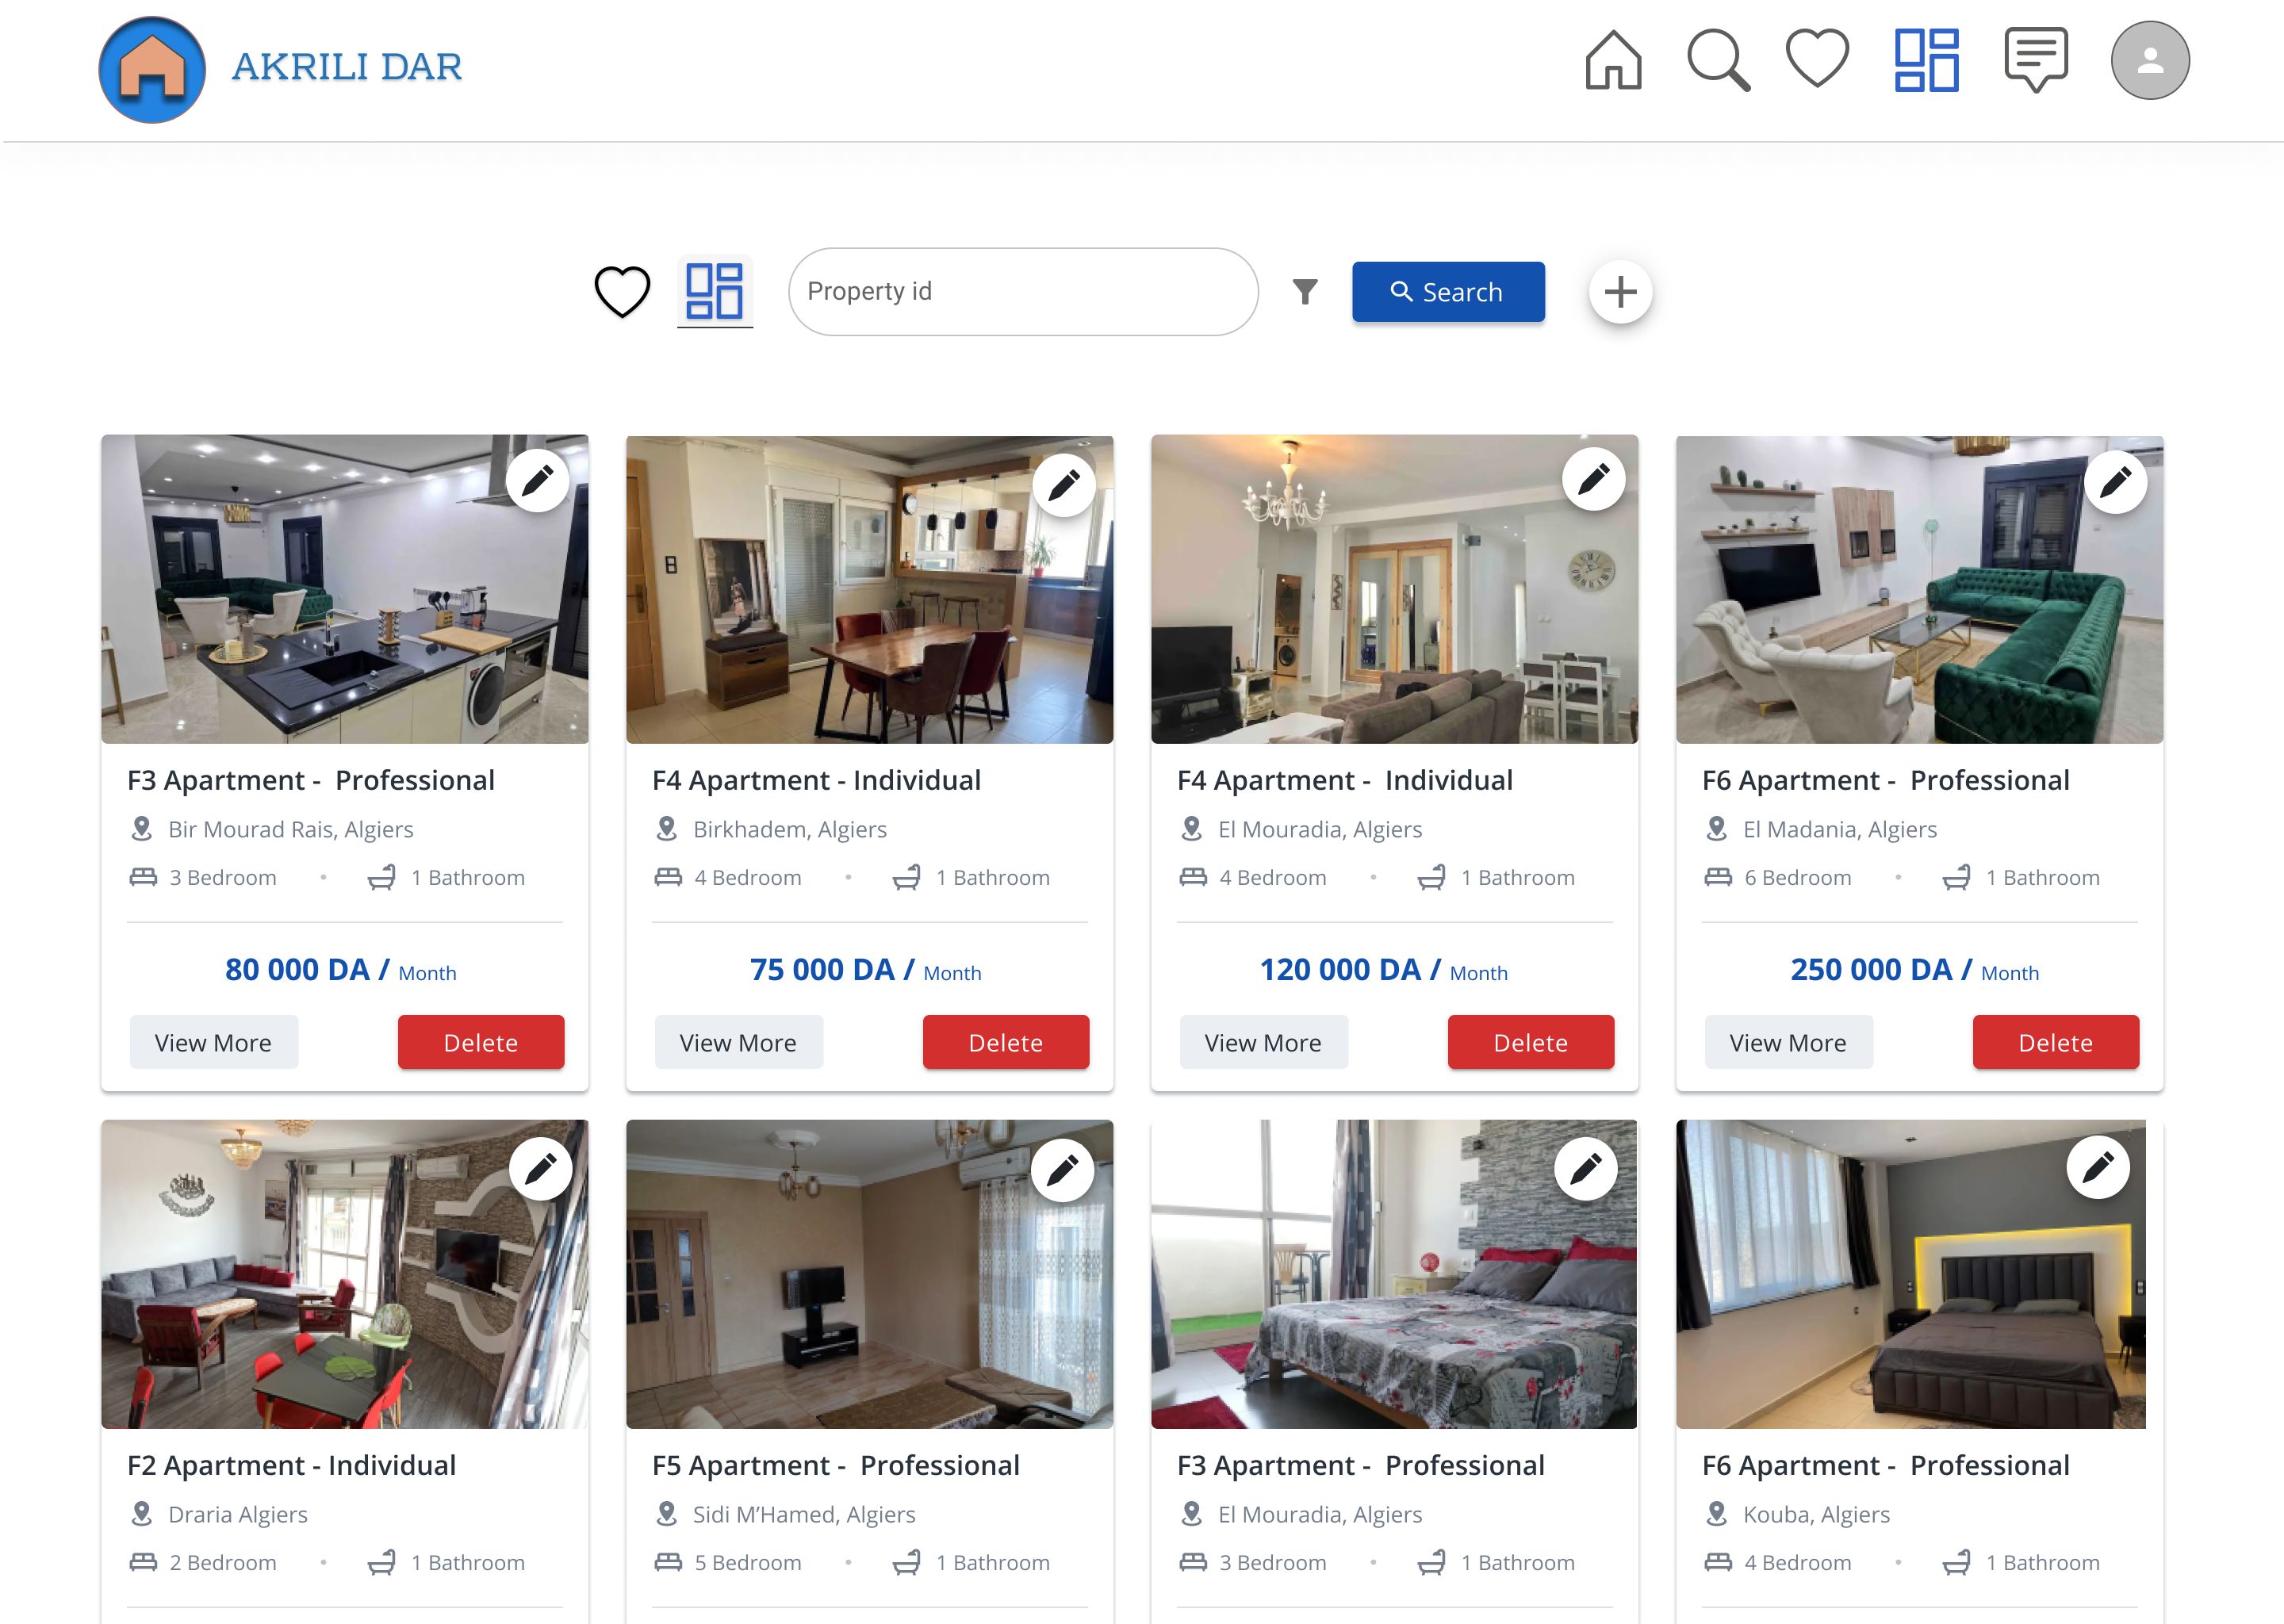 AKRILI DAR
Property id
Search
F3 Apartment -  Professional
Bir Mourad Rais, Algiers
3 Bedroom • 1 Bathroom
80 000 DA / Month
View More Delete
F4 Apartment - Individual
Birkhadem, Algiers
4 Bedroom • 1 Bathroom
75 000 DA / Month
View More Delete
F4 Apartment -  Individual
El Mouradia, Algiers
4 Bedroom • 1 Bathroom
120 000 DA / Month
View More Delete
F6 Apartment -  Professional
El Madania, Algiers
6 Bedroom • 1 Bathroom
250 000 DA / Month
View More Delete
F2 Apartment - Individual
Draria Algiers
2 Bedroom • 1 Bathroom
F5 Apartment -  Professional
Sidi M’Hamed, Algiers
5 Bedroom • 1 Bathroom
F3 Apartment -  Professional
El Mouradia, Algiers
3 Bedroom • 1 Bathroom
F6 Apartment -  Professional
Kouba, Algiers
4 Bedroom • 1 Bathroom